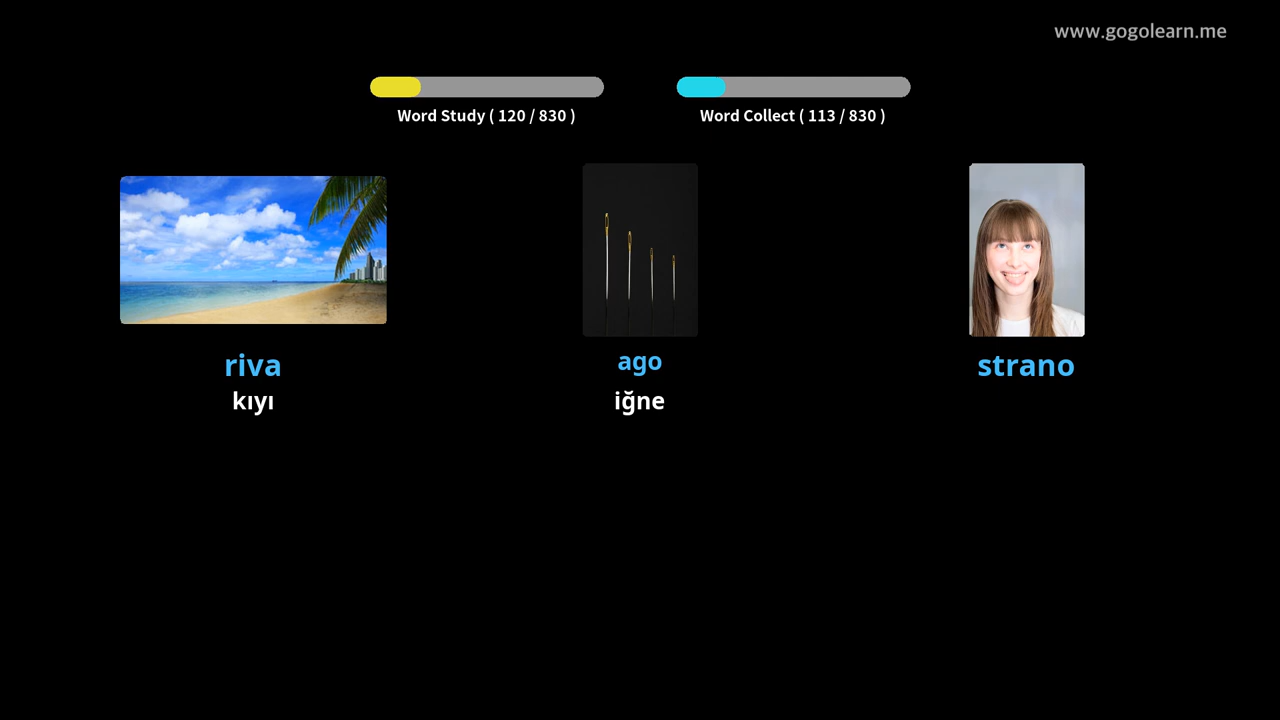 www.gogolearn.me
Word Study ( 120 / 830 )
Word Collect ( 113 / 830 )
riva
kıyı
ago
iğne
strano